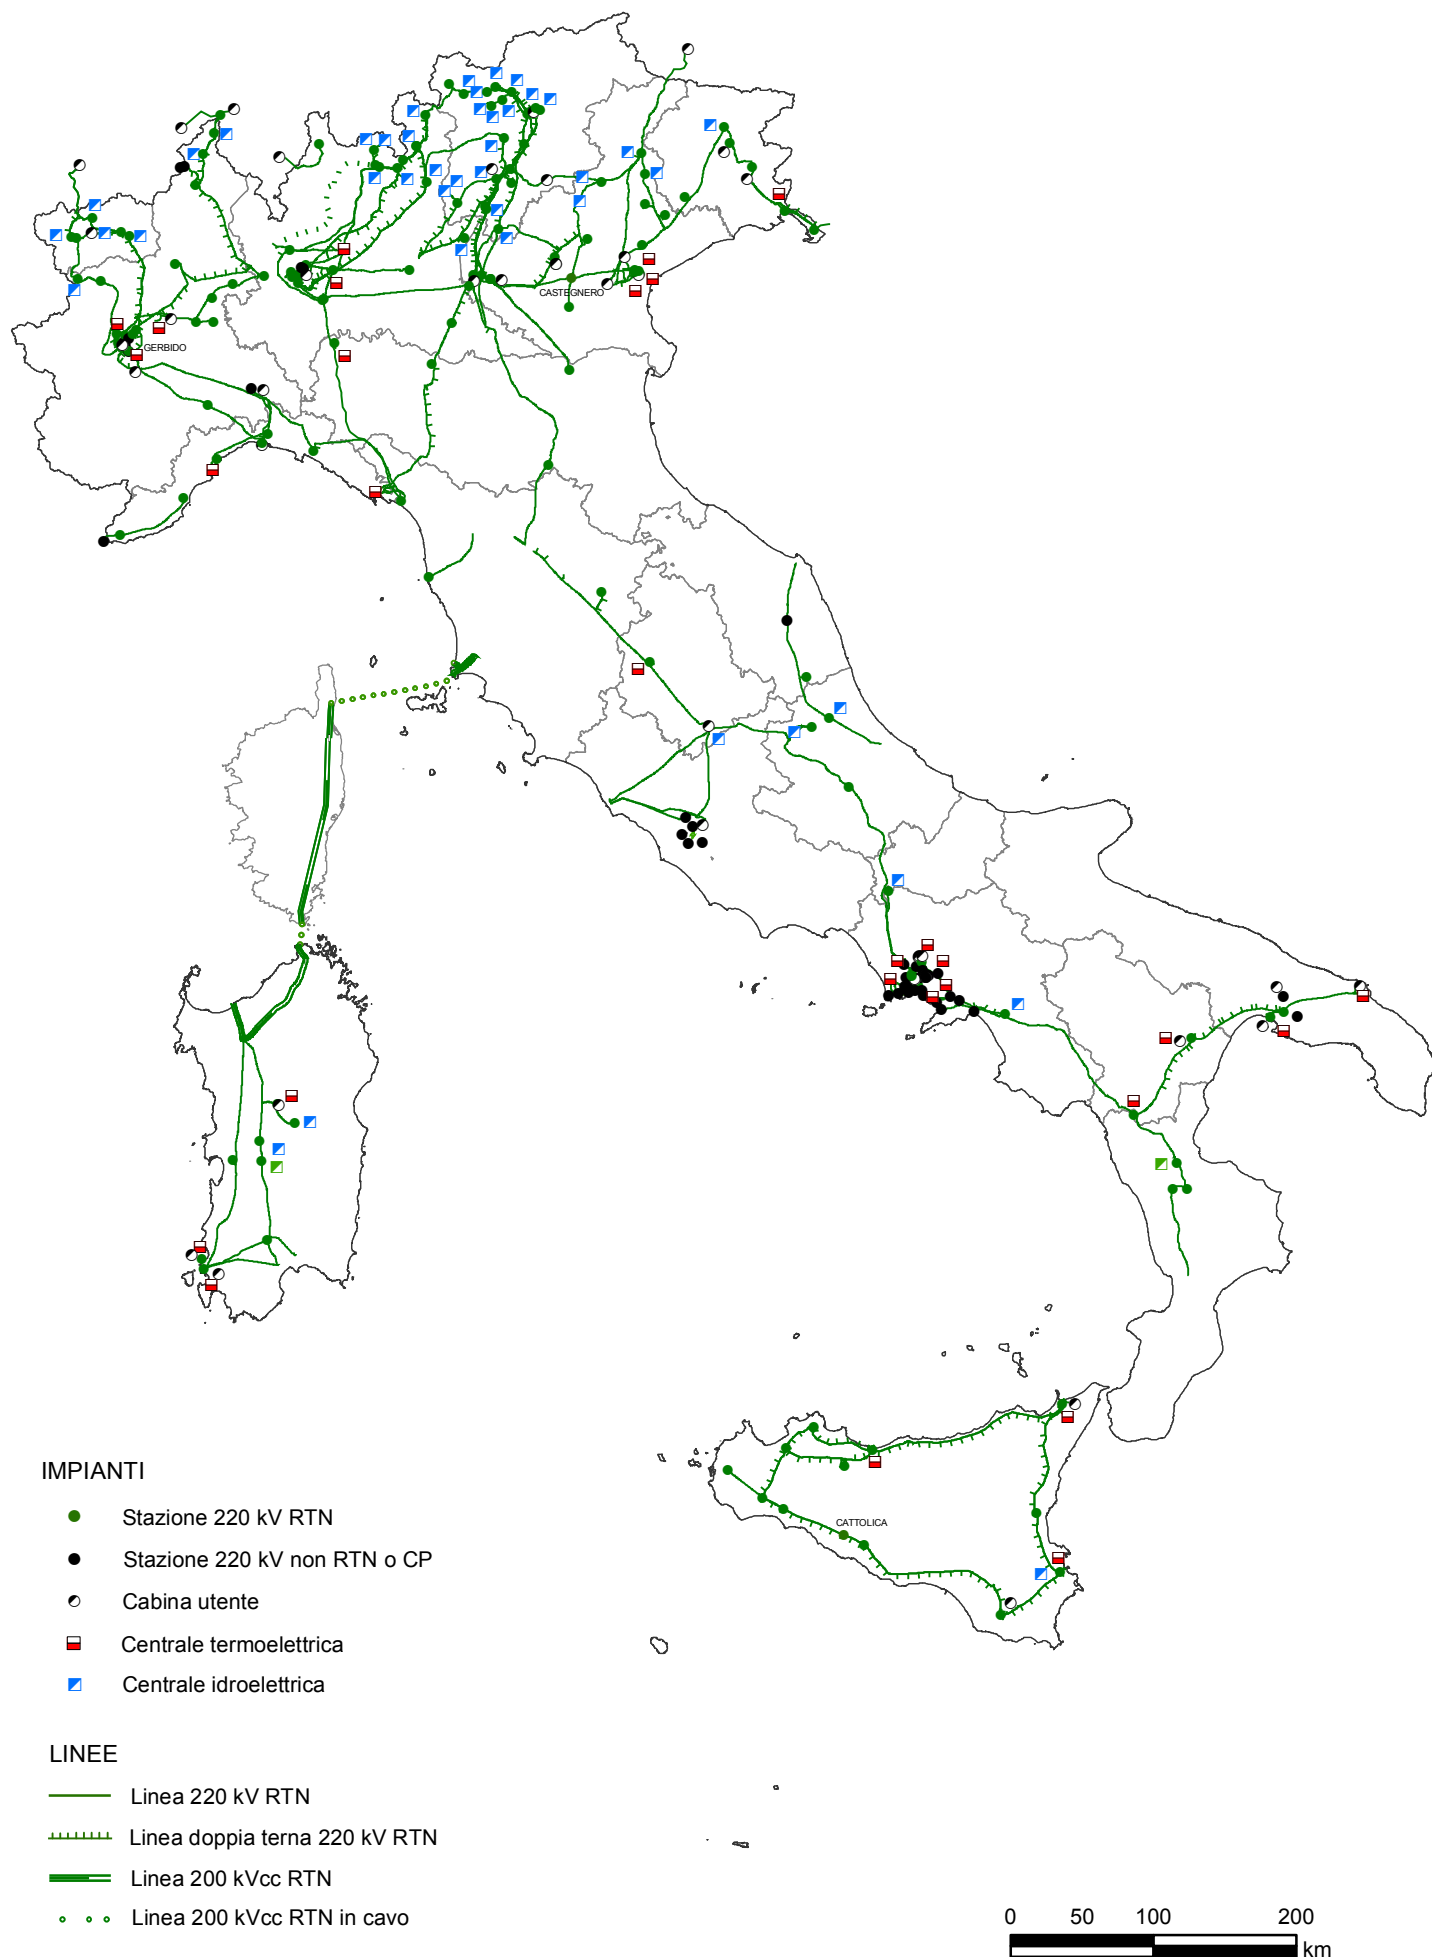 CASTEGNERO
GERBIDO
CATTOLICA
IMPIANTI
Stazione 220 kV RTN
Stazione 220 kV non RTN o CP
Cabina utente
Centrale termoelettrica
Centrale idroelettrica
LINEE
Linea 220 kV RTN
Linea doppia terna 220 kV RTN
Linea 200 kVcc RTN
Linea 200 kVcc RTN in cavo
0 50 100 200
km